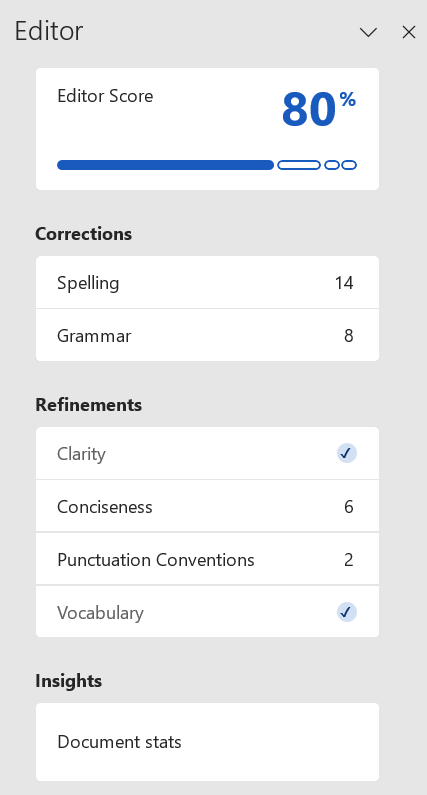 Editor
Editor Score
80%
Corrections
Spelling 14
Grammar 8
Refinements
Clarity
Conciseness 6
Punctuation Conventions 2
Vocabulary
Insights
Document stats